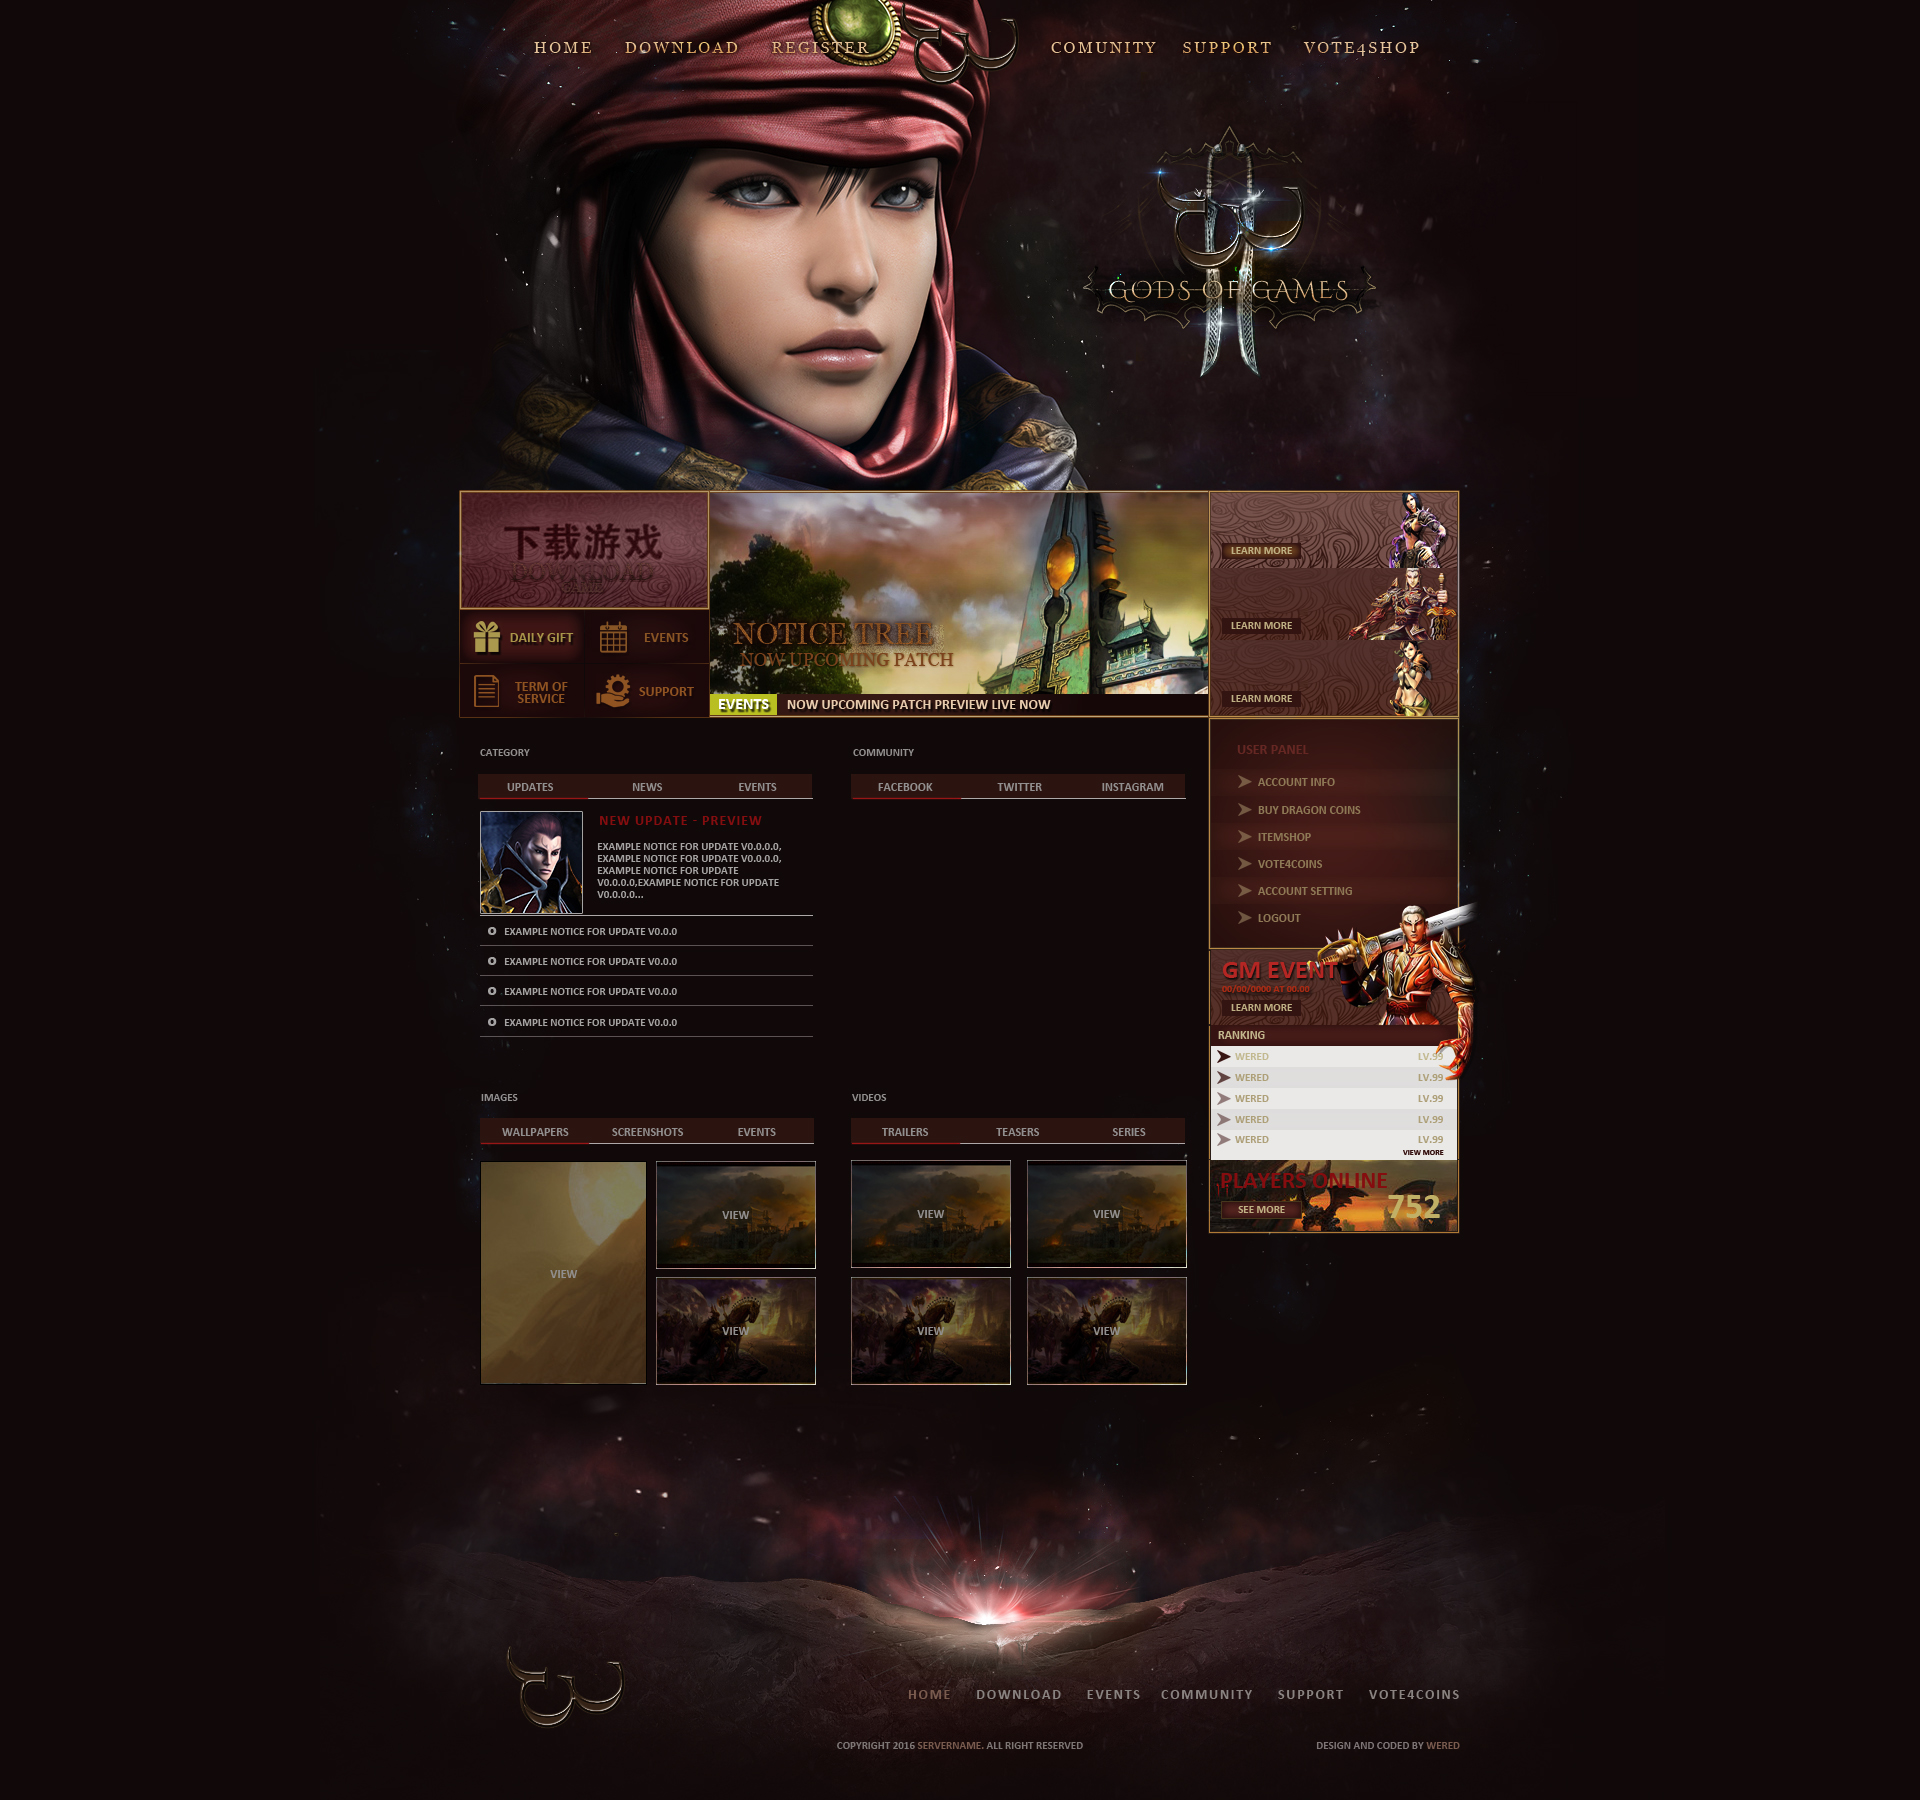 HOME DOWNLOAD REGISTER COMUNITY SUPPORT VOTE4SHOP
GODS OF GAMES
下载游戏
DOWNLOAD
GAME
DAILY GIFT
EVENTS
TERM OF
SERVICE
SUPPORT
NOTICE TREE
NOW UPCOMING PATCH
EVENTS NOW UPCOMING PATCH PREVIEW LIVE NOW
LEARN MORE
LEARN MORE
LEARN MORE
CATEGORY
UPDATES NEWS EVENTS
NEW UPDATE - PREVIEW
EXAMPLE NOTICE FOR UPDATE V0.0.0.0,
EXAMPLE NOTICE FOR UPDATE V0.0.0.0,
EXAMPLE NOTICE FOR UPDATE
V0.0.0.0,EXAMPLE NOTICE FOR UPDATE
V0.0.0.0...
EXAMPLE NOTICE FOR UPDATE V0.0.0
EXAMPLE NOTICE FOR UPDATE V0.0.0
EXAMPLE NOTICE FOR UPDATE V0.0.0
EXAMPLE NOTICE FOR UPDATE V0.0.0
COMMUNITY
FACEBOOK TWITTER INSTAGRAM
USER PANEL
ACCOUNT INFO
BUY DRAGON COINS
ITEMSHOP
VOTE4COINS
ACCOUNT SETTING
LOGOUT
GM EVENT
00/00/0000 AT 00.00
LEARN MORE
RANKING
WERED LV.99
WERED LV.99
WERED LV.99
WERED LV.99
WERED LV.99
VIEW MORE
PLAYERS ONLINE
752
SEE MORE
IMAGES
WALLPAPERS SCREENSHOTS EVENTS
VIEW
VIEW
VIEW
VIDEOS
TRAILERS TEASERS SERIES
VIEW VIEW
VIEW VIEW
HOME DOWNLOAD EVENTS COMMUNITY SUPPORT VOTE4COINS
COPYRIGHT 2016 SERVERNAME. ALL RIGHT RESERVED
DESIGN AND CODED BY WERED